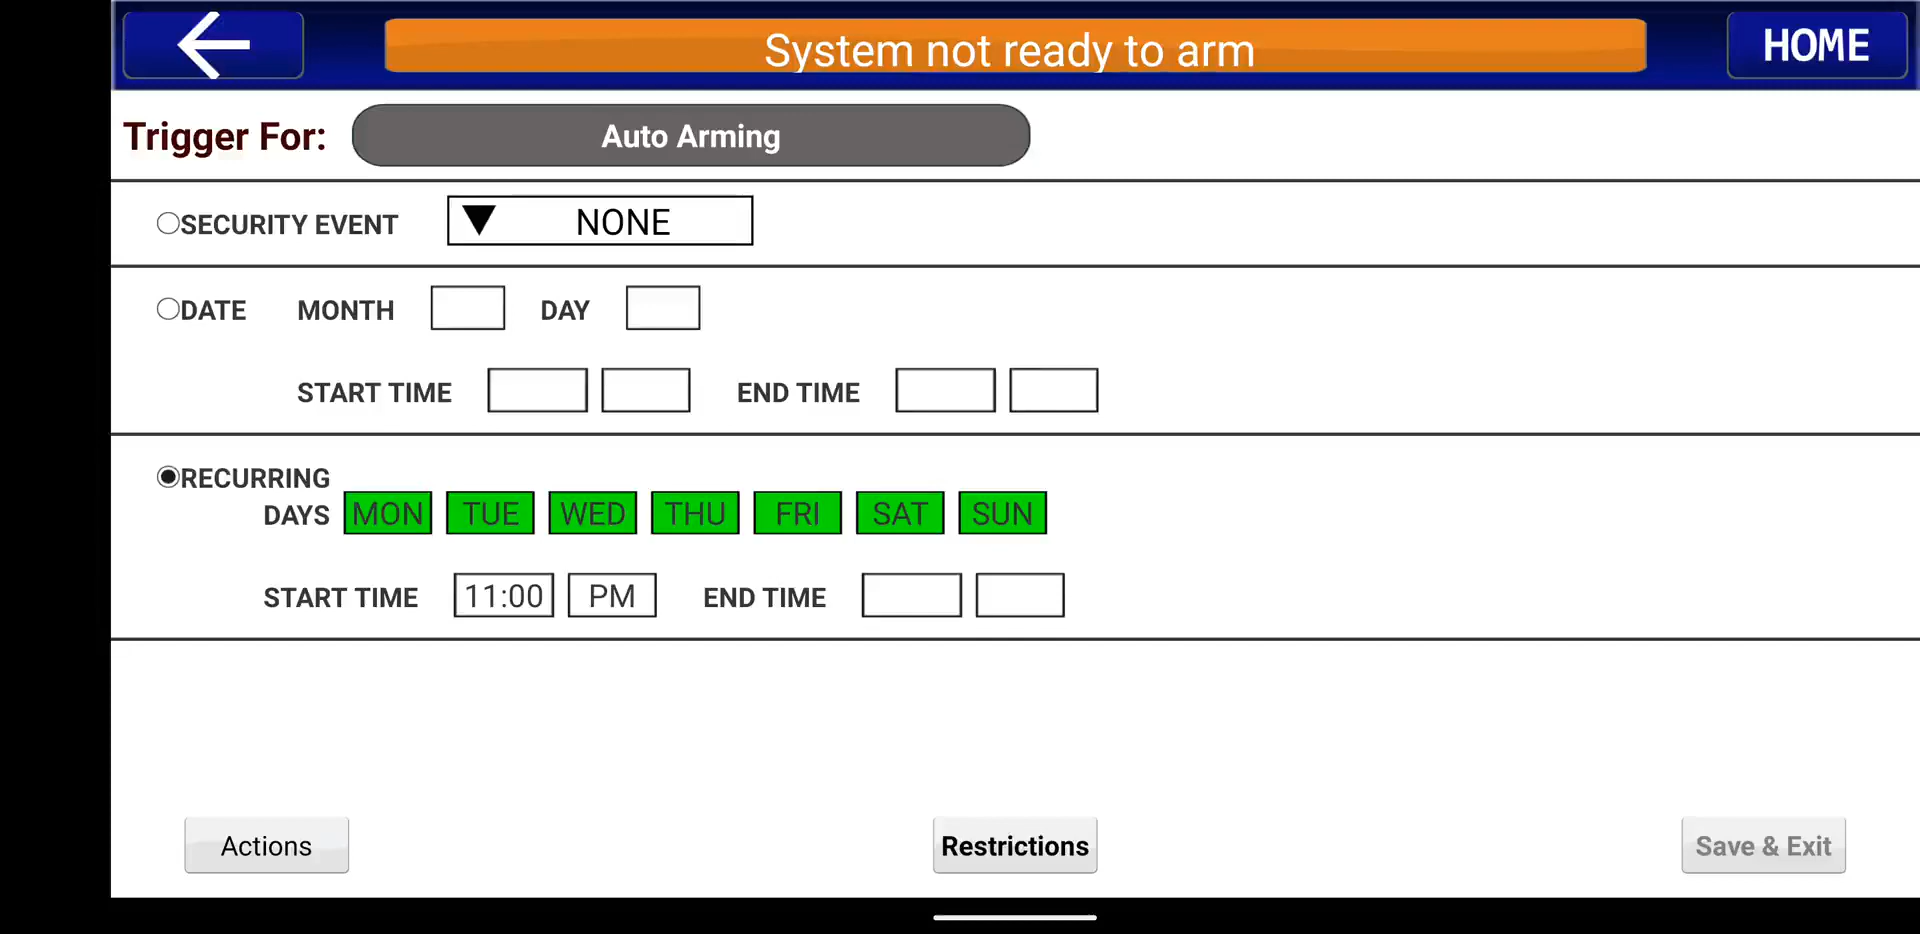 System not ready to arm
HOME
Trigger For: Auto Arming
SECURITY EVENT NONE
DATE MONTH DAY
START TIME END TIME
RECURRING
DAYS MON TUE WED THU FRI SAT SUN
START TIME 11:00 PM END TIME
Actions Restrictions Save & Exit